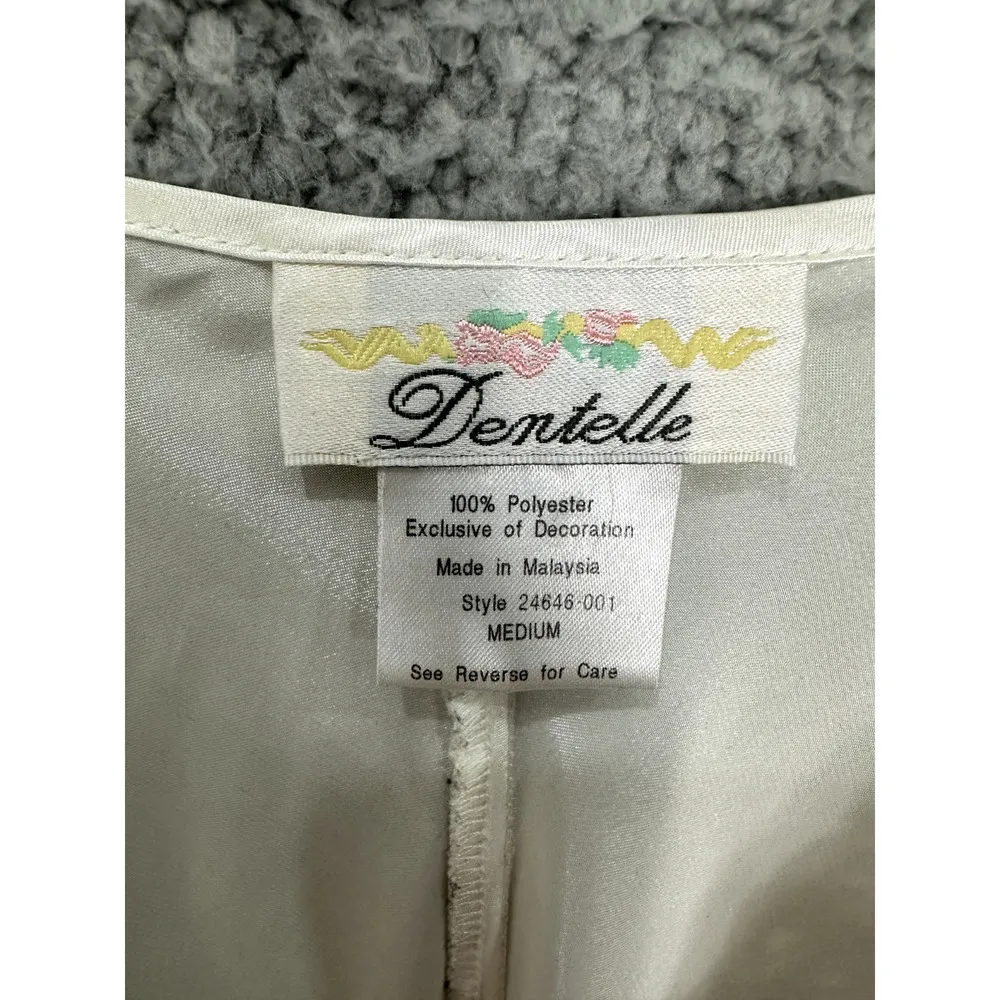 Dentelle
100% Polyester
Exclusive of Decoration
Made in Malaysia
Style 24646-001
MEDIUM
See Reverse for Care